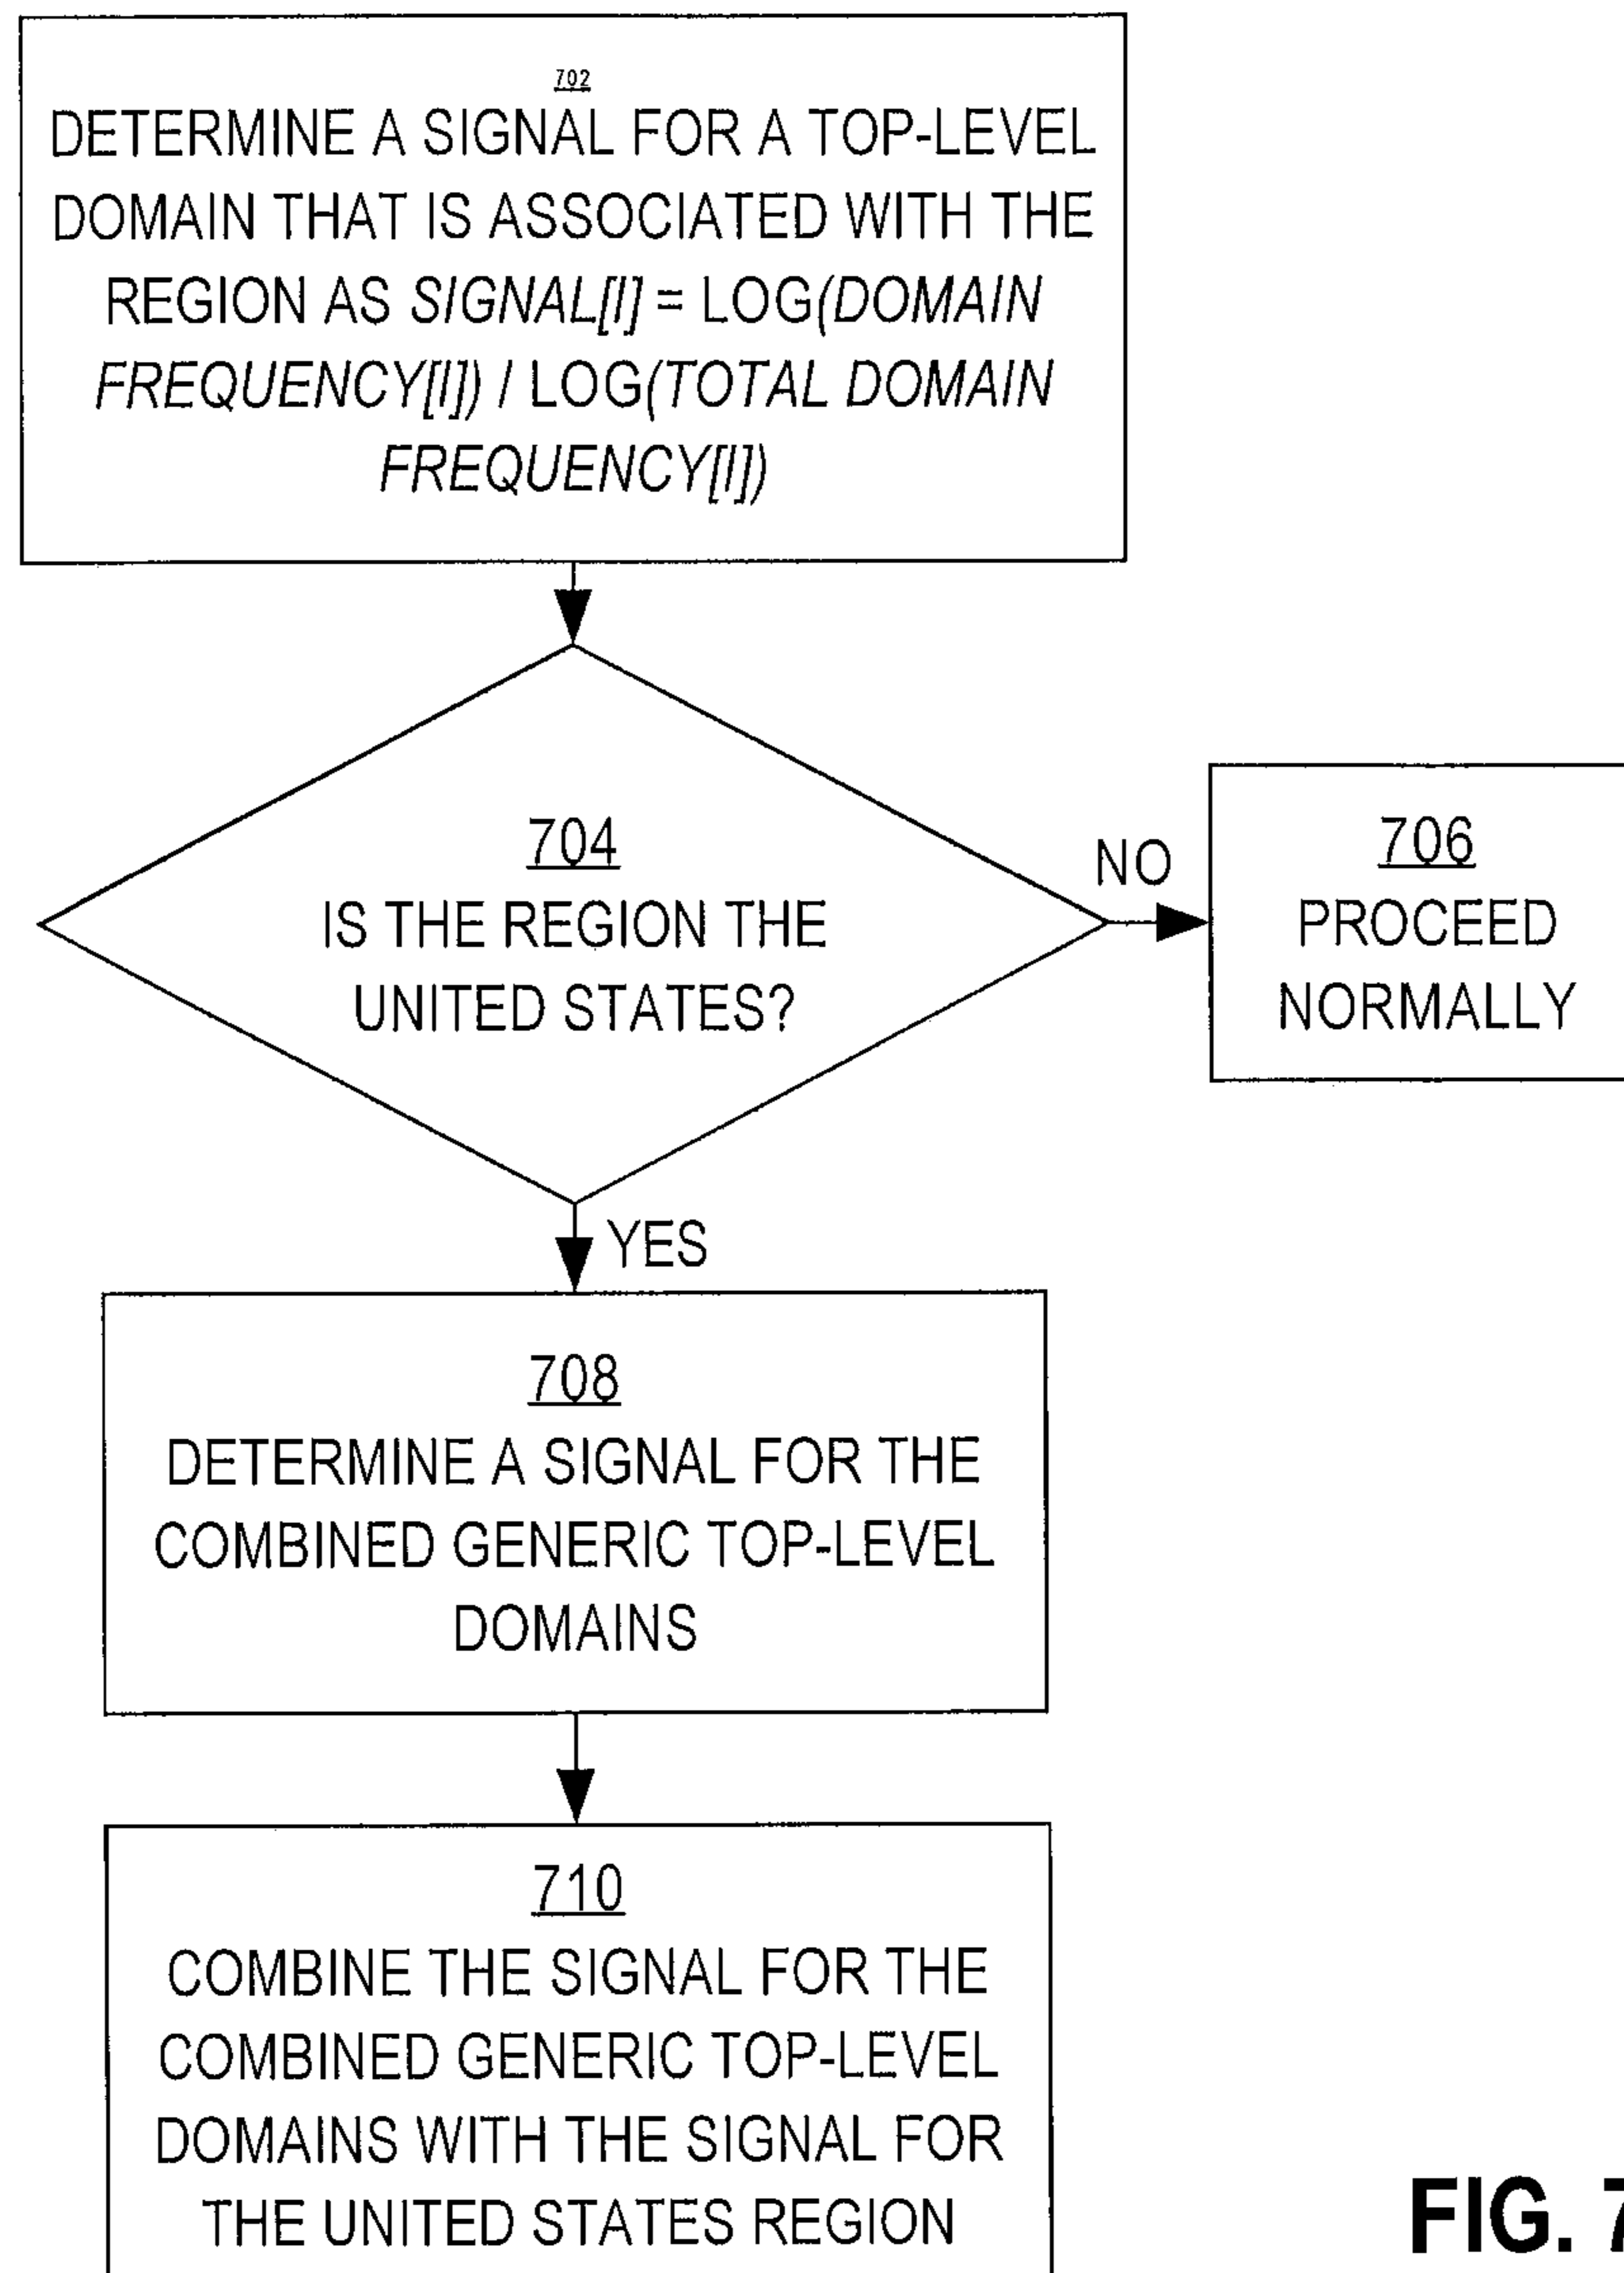 702
DETERMINE A SIGNAL FOR A TOP-LEVEL
DOMAIN THAT IS ASSOCIATED WITH THE
REGION AS SIGNAL[I] = LOG(DOMAIN
FREQUENCY[I]) / LOG(TOTAL DOMAIN
FREQUENCY[I])
704
IS THE REGION THE
UNITED STATES?
NO
706
PROCEED
NORMALLY
YES
708
DETERMINE A SIGNAL FOR THE
COMBINED GENERIC TOP-LEVEL
DOMAINS
710
COMBINE THE SIGNAL FOR THE
COMBINED GENERIC TOP-LEVEL
DOMAINS WITH THE SIGNAL FOR
THE UNITED STATES REGION
FIG. 7